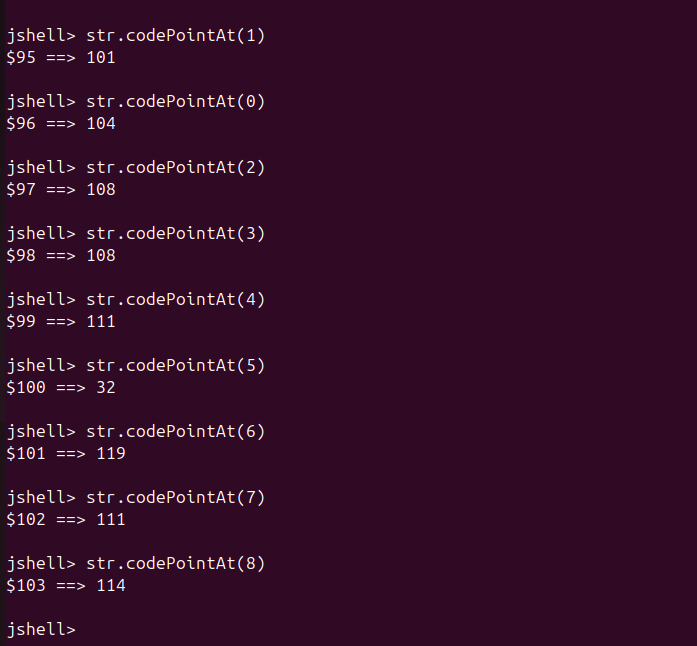 jshell> str.codePointAt(1)
$95 ==> 101
jshell> str.codePointAt(0)
$96 ==> 104
jshell> str.codePointAt(2)
$97 ==> 108
jshell> str.codePointAt(3)
$98 ==> 108
jshell> str.codePointAt(4)
$99 ==> 111
jshell> str.codePointAt(5)
$100 ==> 32
jshell> str.codePointAt(6)
$101 ==> 119
jshell> str.codePointAt(7)
$102 ==> 111
jshell> str.codePointAt(8)
$103 ==> 114
jshell>